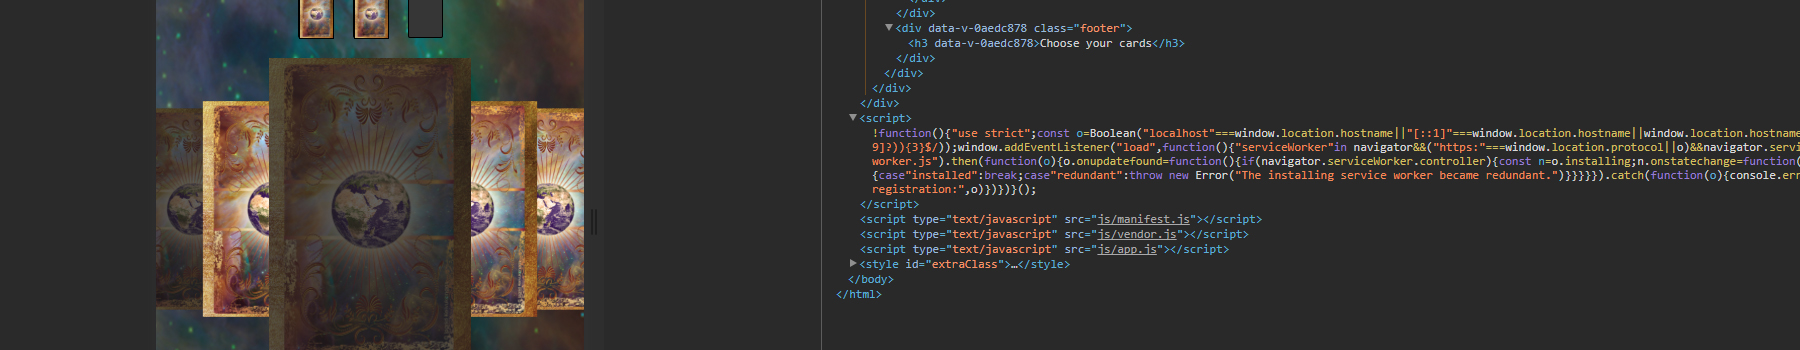 </div>
<div data-v-0aedc878 class="footer">
<h3 data-v-0aedc878>Choose your cards</h3>
</div>
</div>
</div>
</div>
<script>
!function(){"use strict";const o=Boolean("localhost"===window.location.hostname||"[::1]"===window.location.hostname||window.location.hostname
9]?)){3}$/));window.addEventListener("load",function(){"serviceWorker"in navigator&&("https:"===window.location.protocol||o)&&navigator.servi
worker.js").then(function(o){o.onupdatefound=function(){if(navigator.serviceWorker.controller){const n=o.installing;n.onstatechange=function(
{case"installed":break;case"redundant":throw new Error("The installing service worker became redundant.")}}}}}).catch(function(o){console.err
registration:",o)})})}();
</script>
<script type="text/javascript" src="js/manifest.js"></script>
<script type="text/javascript" src="js/vendor.js"></script>
<script type="text/javascript" src="js/app.js"></script>
<style id="extraClass">…</style>
</body>
</html>